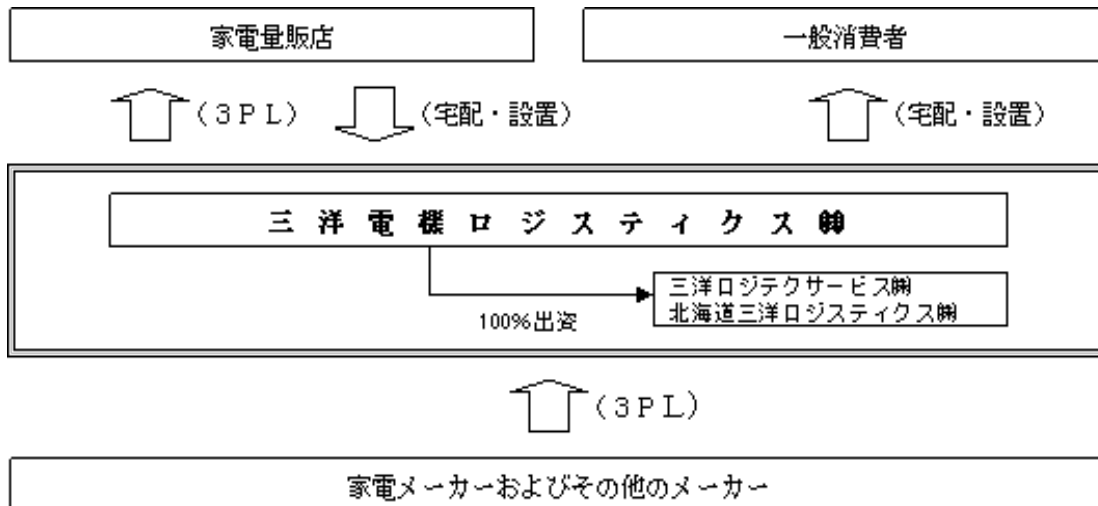 家電量販店
一般消費者
(3PL)
(宅配・設置)
(宅配・設置)
三洋電機ロジスティクス㈱
三洋ロジテクサービス㈱
北海道三洋ロジスティクス㈱
100%出資
(3PL)
家電メーカーおよびその他のメーカー